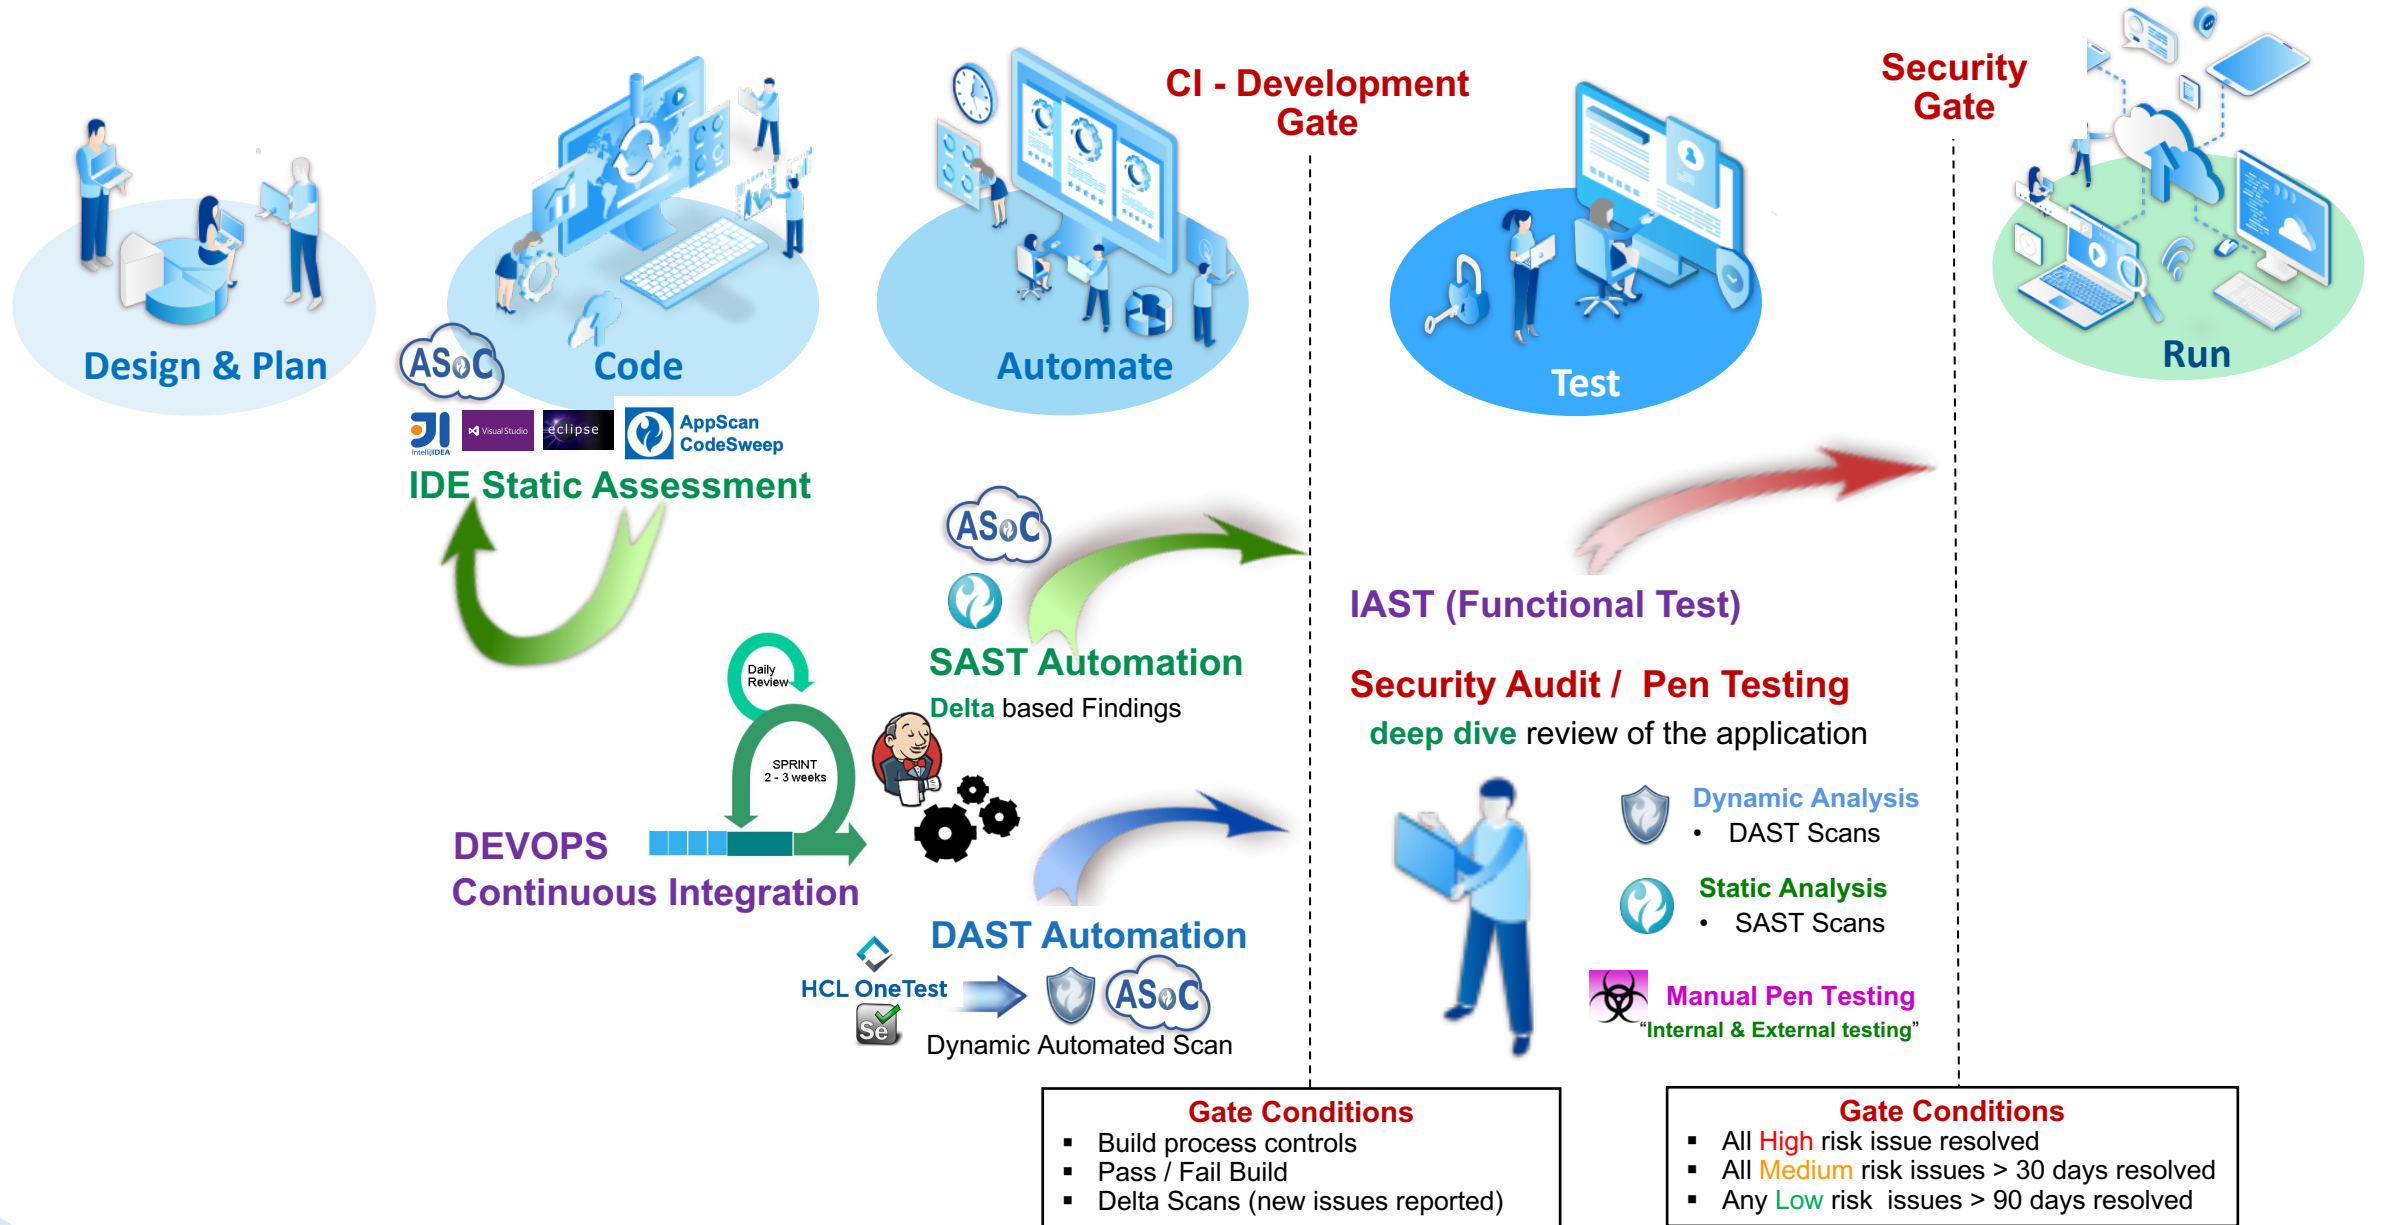 CI - Development
Gate
Security
Gate
Design & Plan
Code
Automate
Test
Run
ASoC
IntellijIDEA
Visual Studio
eclipse
AppScan
CodeSweep
IDE Static Assessment
ASoC
SAST Automation
Delta based Findings
Daily
Review
SPRINT
2 - 3 weeks
DEVOPS
Continuous Integration
DAST Automation
HCL OneTest
Se
ASoC
Dynamic Automated Scan
IAST (Functional Test)
Security Audit / Pen Testing
deep dive review of the application
Dynamic Analysis
• DAST Scans
Static Analysis
• SAST Scans
Manual Pen Testing
“Internal & External testing”
Gate Conditions
▪ Build process controls
▪ Pass / Fail Build
▪ Delta Scans (new issues reported)
Gate Conditions
▪ All High risk issue resolved
▪ All Medium risk issues > 30 days resolved
▪ Any Low risk issues > 90 days resolved